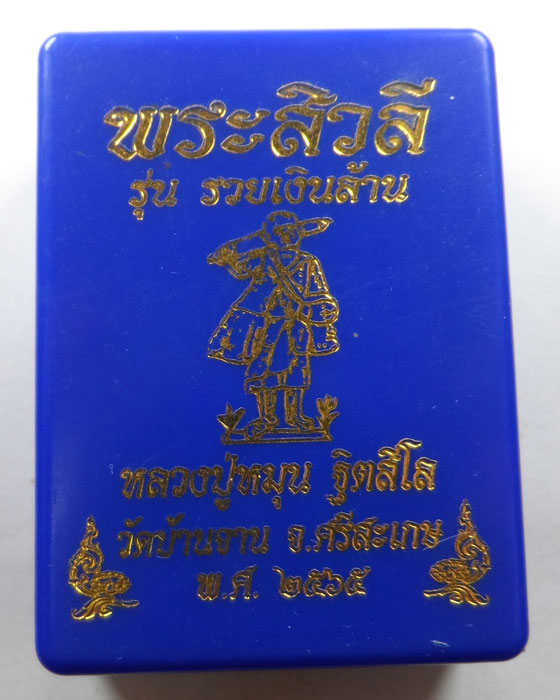 พระสิวลี
รุ่น รวยเงินล้าน
หลวงปู่หมุน ฐิตสีโล
วัดบ้านจาน จ.ศรีสะเกษ
พ.ศ. ๒๕๖๕